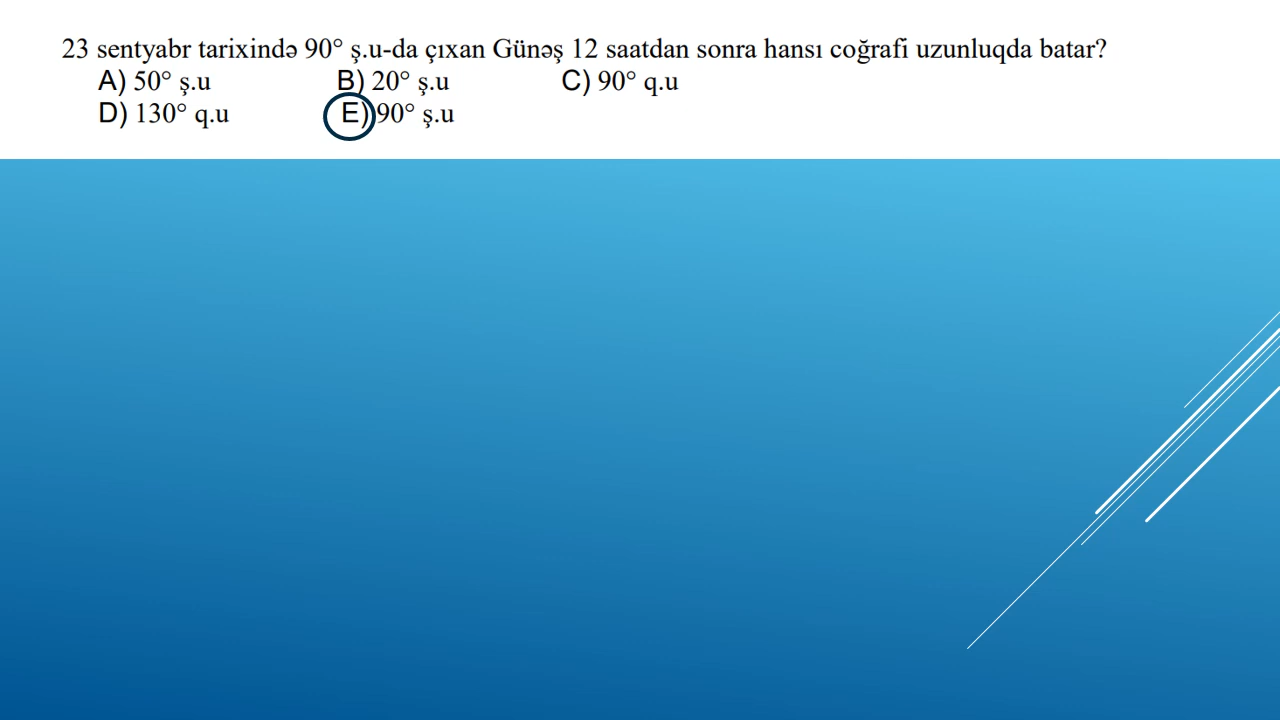 23 sentyabr tarixində 90° ş.u-da çıxan Günəş 12 saatdan sonra hansı coğrafi uzunluqda batar?
A) 50° ş.u B) 20° ş.u C) 90° q.u
D) 130° q.u E) 90° ş.u